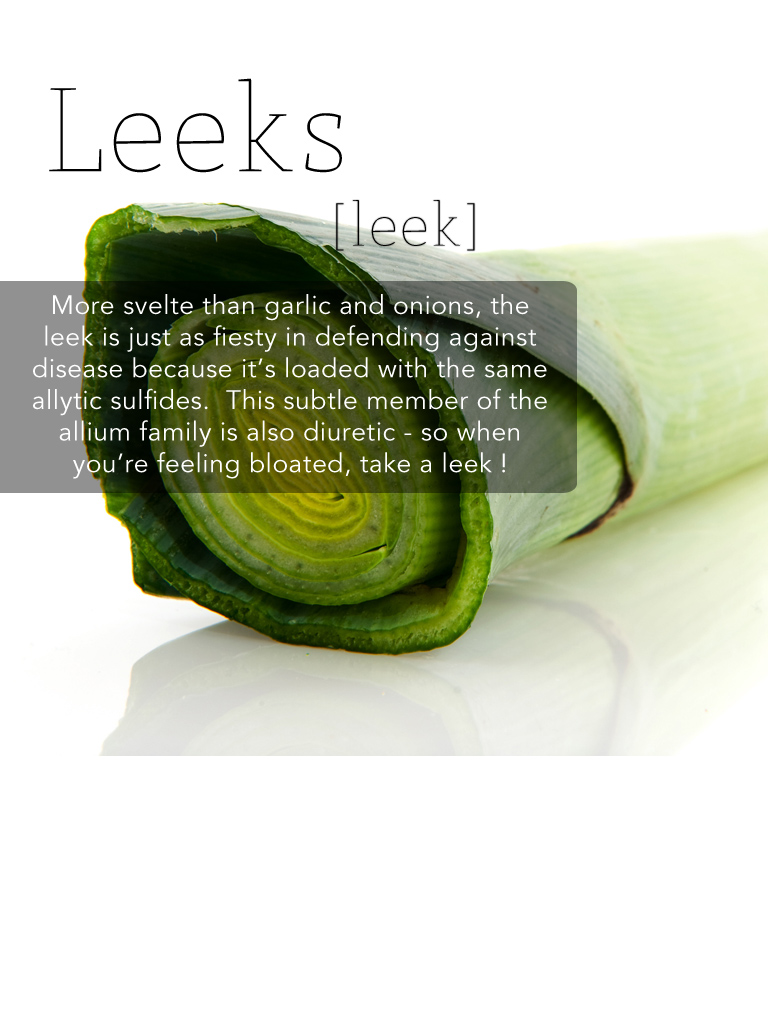 Leeks
[leek]
More svelte than garlic and onions, the
leek is just as fiesty in defending against
disease because it’s loaded with the same
allytic sulfides.  This subtle member of the
allium family is also diuretic - so when
you’re feeling bloated, take a leek !